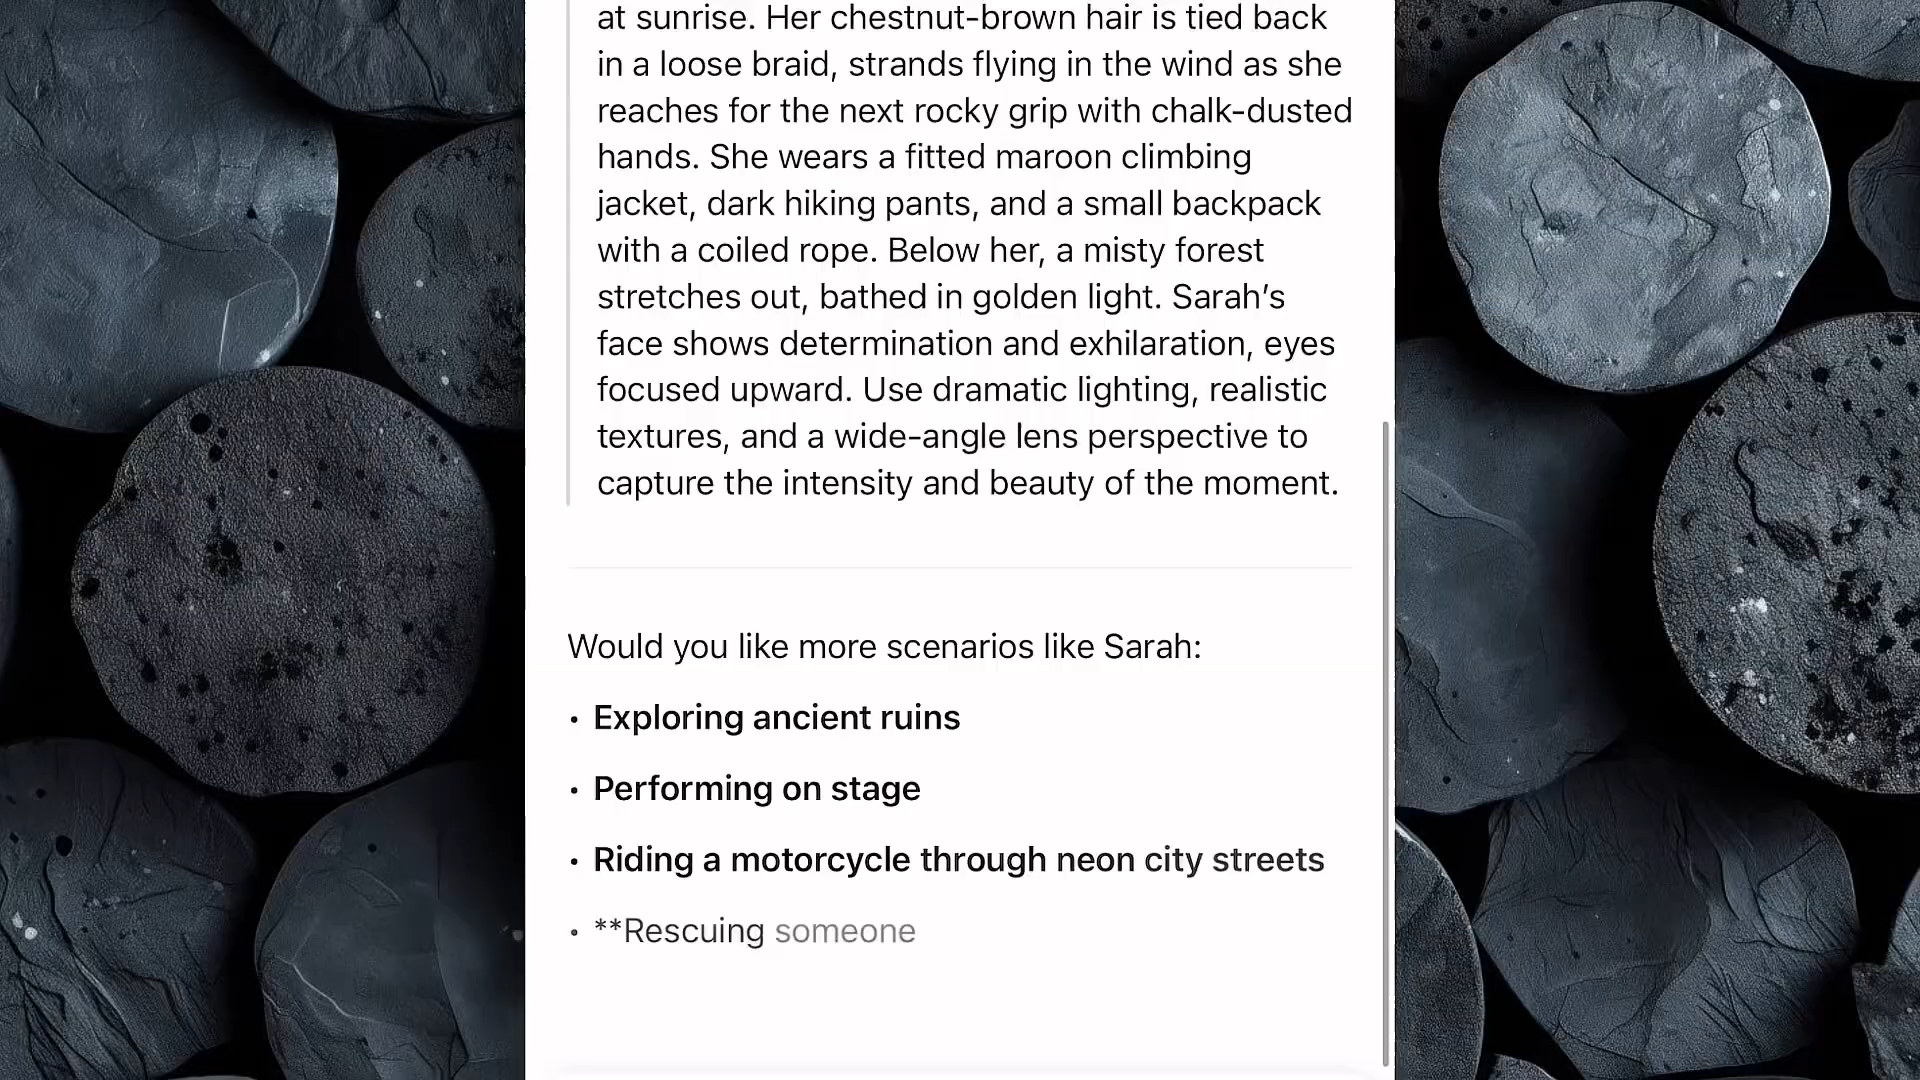 at sunrise. Her chestnut-brown hair is tied back
in a loose braid, strands flying in the wind as she
reaches for the next rocky grip with chalk-dusted
hands. She wears a fitted maroon climbing
jacket, dark hiking pants, and a small backpack
with a coiled rope. Below her, a misty forest
stretches out, bathed in golden light. Sarah’s
face shows determination and exhilaration, eyes
focused upward. Use dramatic lighting, realistic
textures, and a wide-angle lens perspective to
capture the intensity and beauty of the moment.
Would you like more scenarios like Sarah:
• Exploring ancient ruins
• Performing on stage
• Riding a motorcycle through neon city streets
• **Rescuing someone